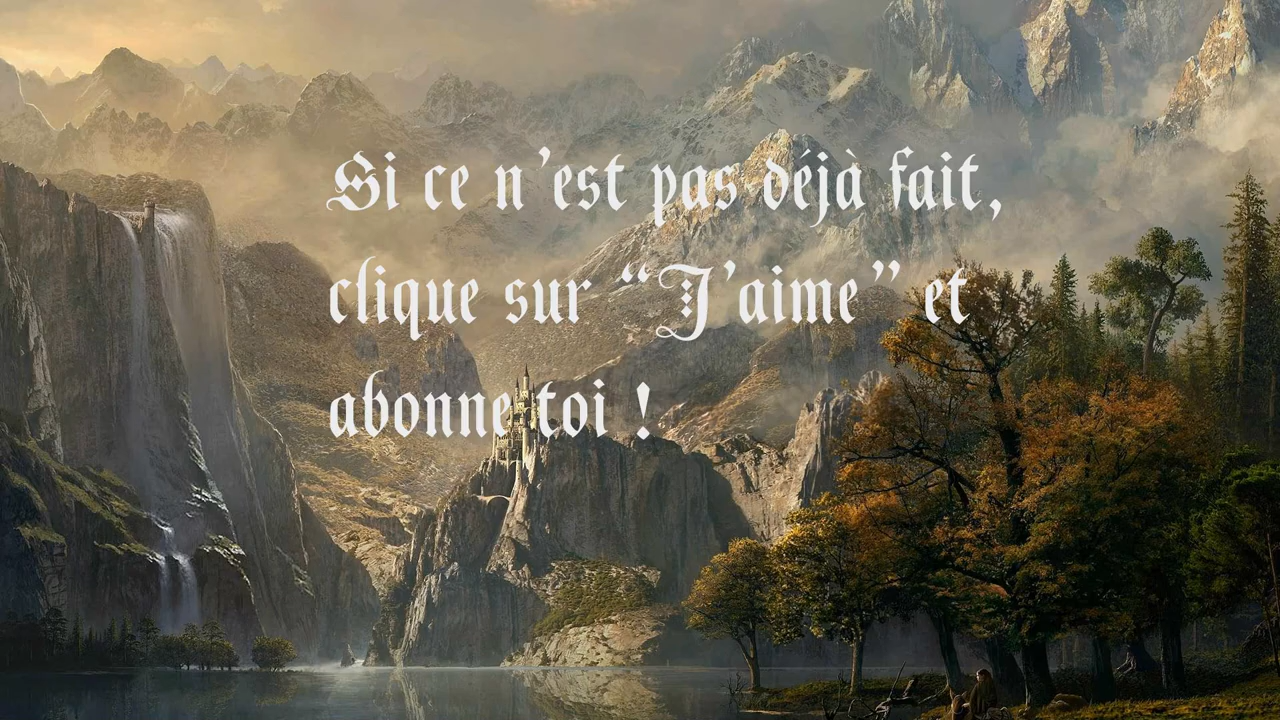 Si ce n'est pas déjà fait,
clique sur “J'aime” et
abonne toi !